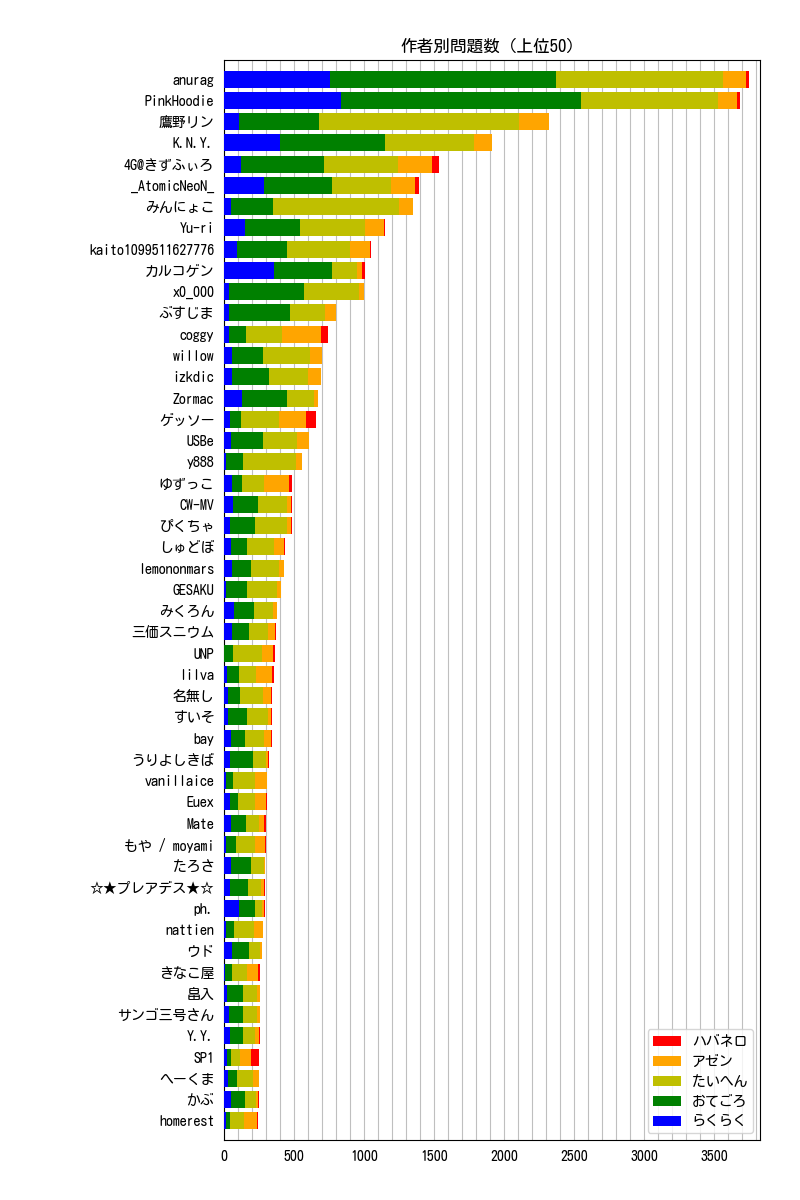 作者別問題数 (上位50)
anurag
PinkHoodie
鷹野リン
K.N.Y.
4G@きずふぃろ
_AtomicNeoN_
みんにょこ
Yu-ri
kaito1099511627776
カルコゲン
x0_000
ぶすじま
coggy
willow
izkdic
Zormac
ゲッソー
USBe
y888
ゆずっこ
CW-MV
ぴくちゃ
しゅどぼ
lemononmars
GESAKU
みくろん
三価スニウム
UNP
lilva
名無し
すいそ
bay
うりよしきば
vanillaice
Euex
Mate
もや / moyami
たろさ
☆★プレアデス★☆
ph.
nattien
ウド
きなこ屋
畠入
サンゴ三号さん
Y.Y.
SP1
へーくま
かぶ
homerest
ハバネロ
アゼン
たいへん
おてごろ
らくらく
0 500 1000 1500 2000 2500 3000 3500